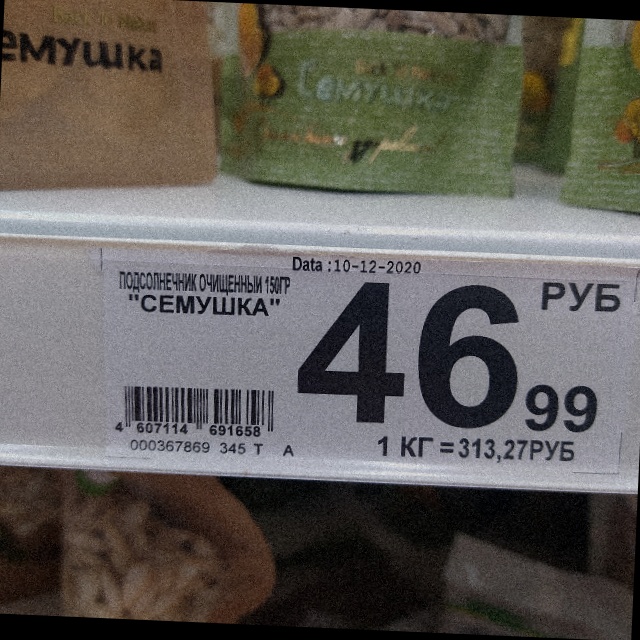 емушка
Семушка
Data :10-12-2020
ПОДСОЛНЕЧНИК ОЧИЩЕННЫЙ 150ГР
"СЕМУШКА"
46 99
РУБ
4 607114 691658
000367869 345 Т А
1 КГ =313,27РУБ